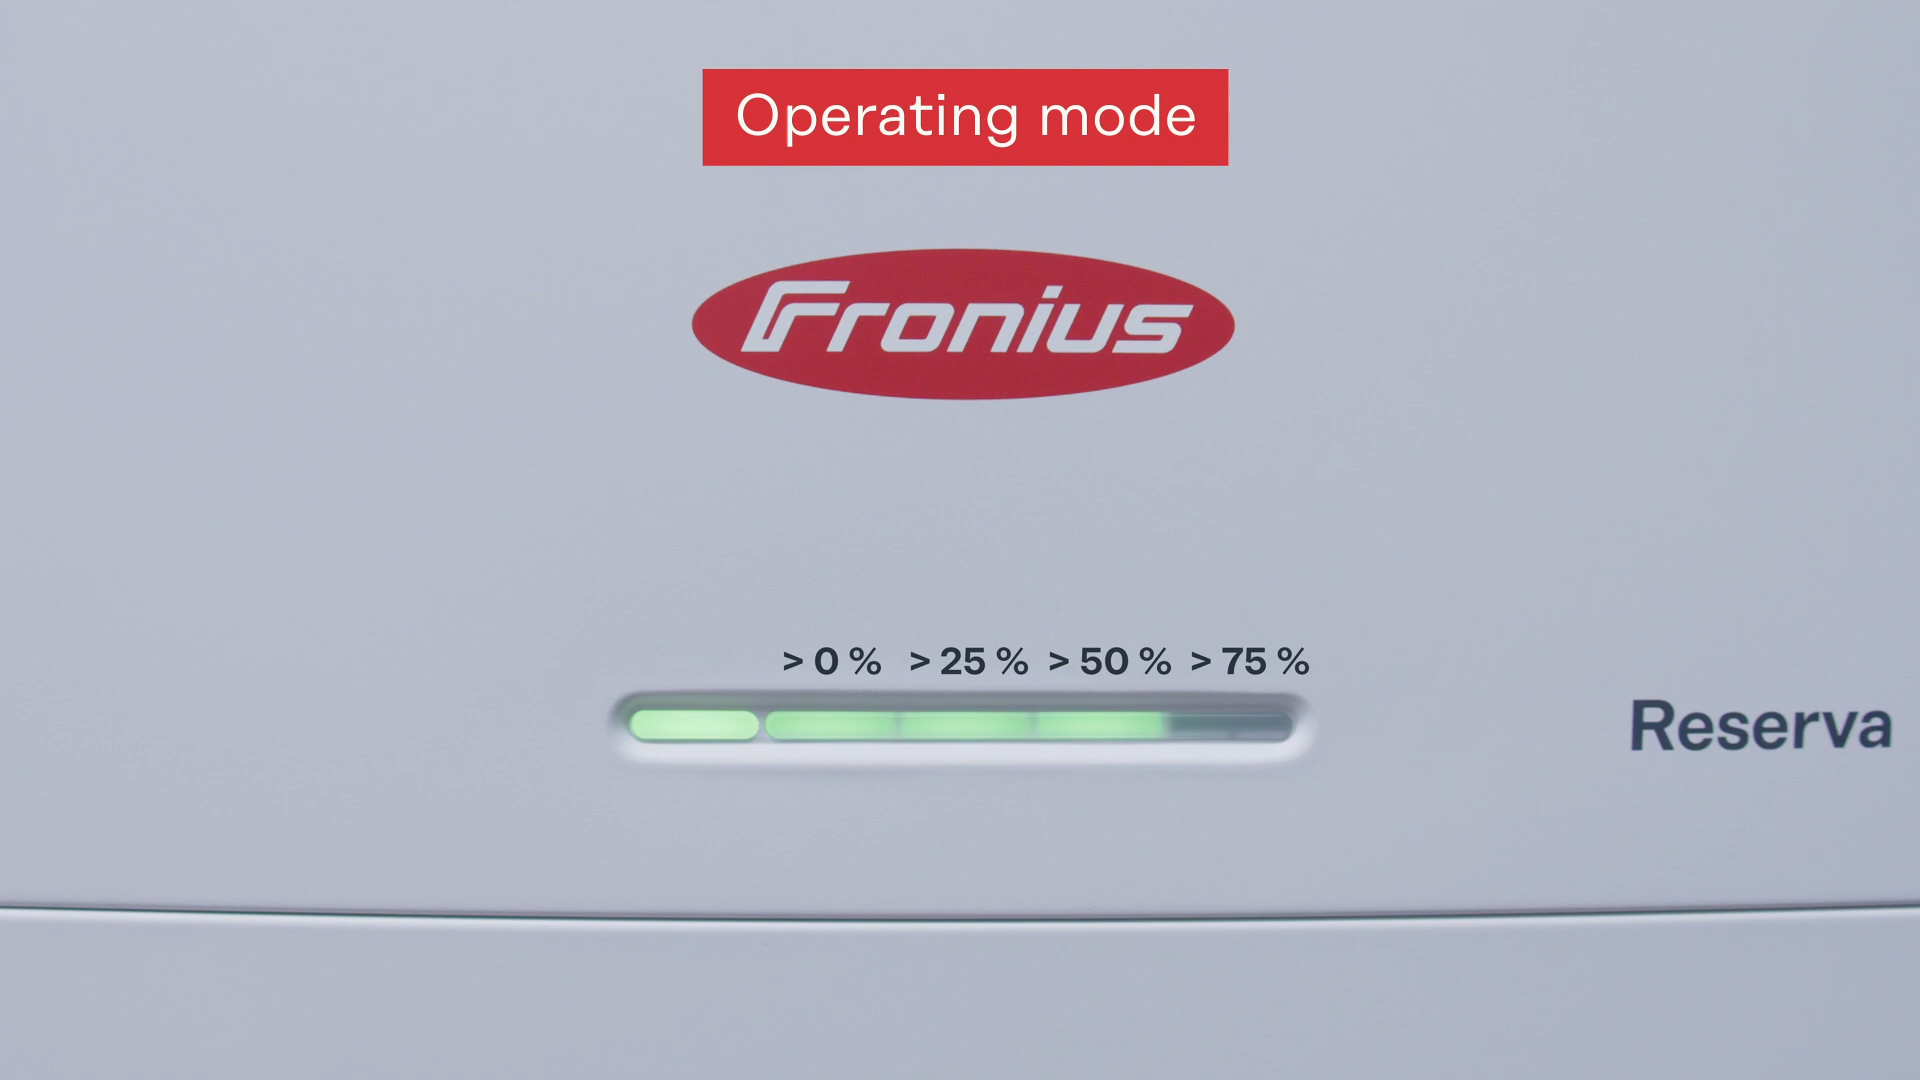 Operating mode
Fronius
> 0 % > 25 % > 50 % > 75 %
Reserva